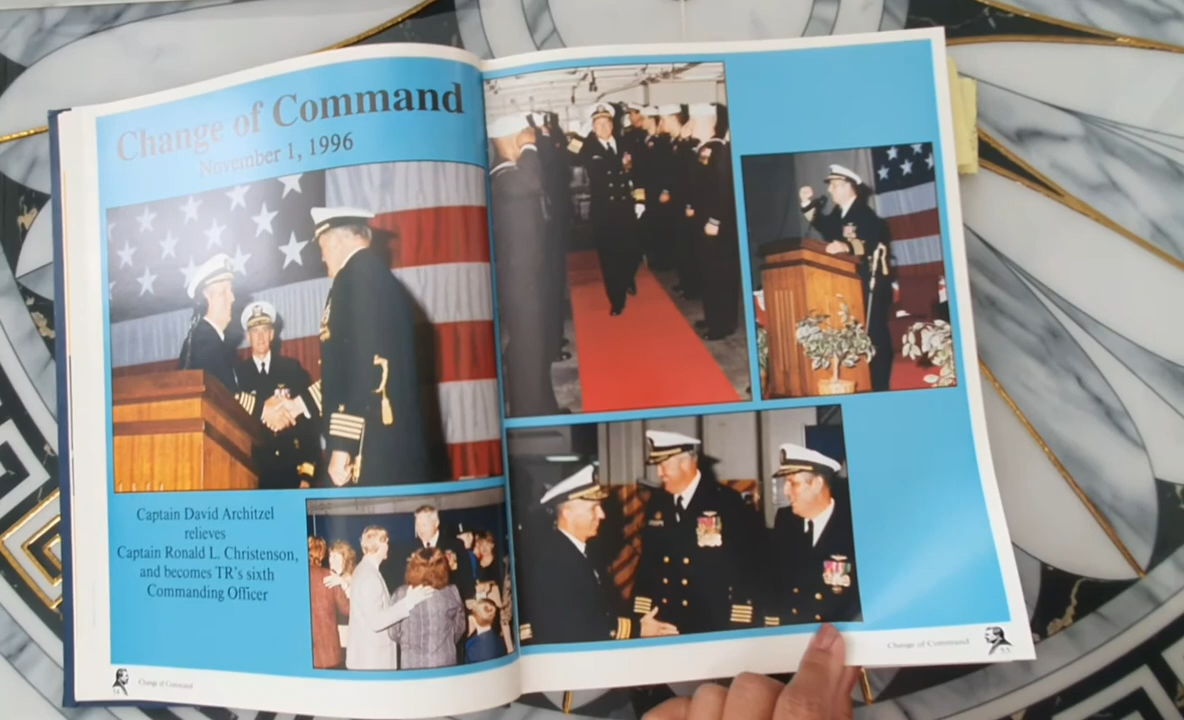 Change of Command
November 1, 1996
Captain David Architzel
relieves
Captain Ronald L. Christenson,
and becomes TR's sixth
Commanding Officer
Change of Command
Change of Command